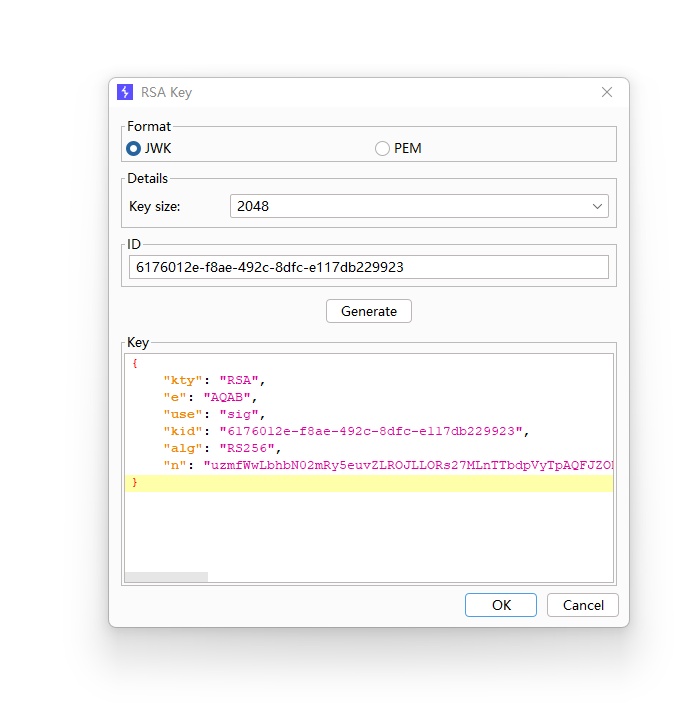 RSA Key
Format
JWK PEM
Details
Key size: 2048
ID
6176012e-f8ae-492c-8dfc-e117db229923
Generate
Key
{
"kty": "RSA",
"e": "AQAB",
"use": "sig",
"kid": "6176012e-f8ae-492c-8dfc-e117db229923",
"alg": "RS256",
"n": "uzmfWwLbhbN02mRy5euvZLROJLLORs27MLnTTbdpVyTpAQFJZO
}
OK Cancel